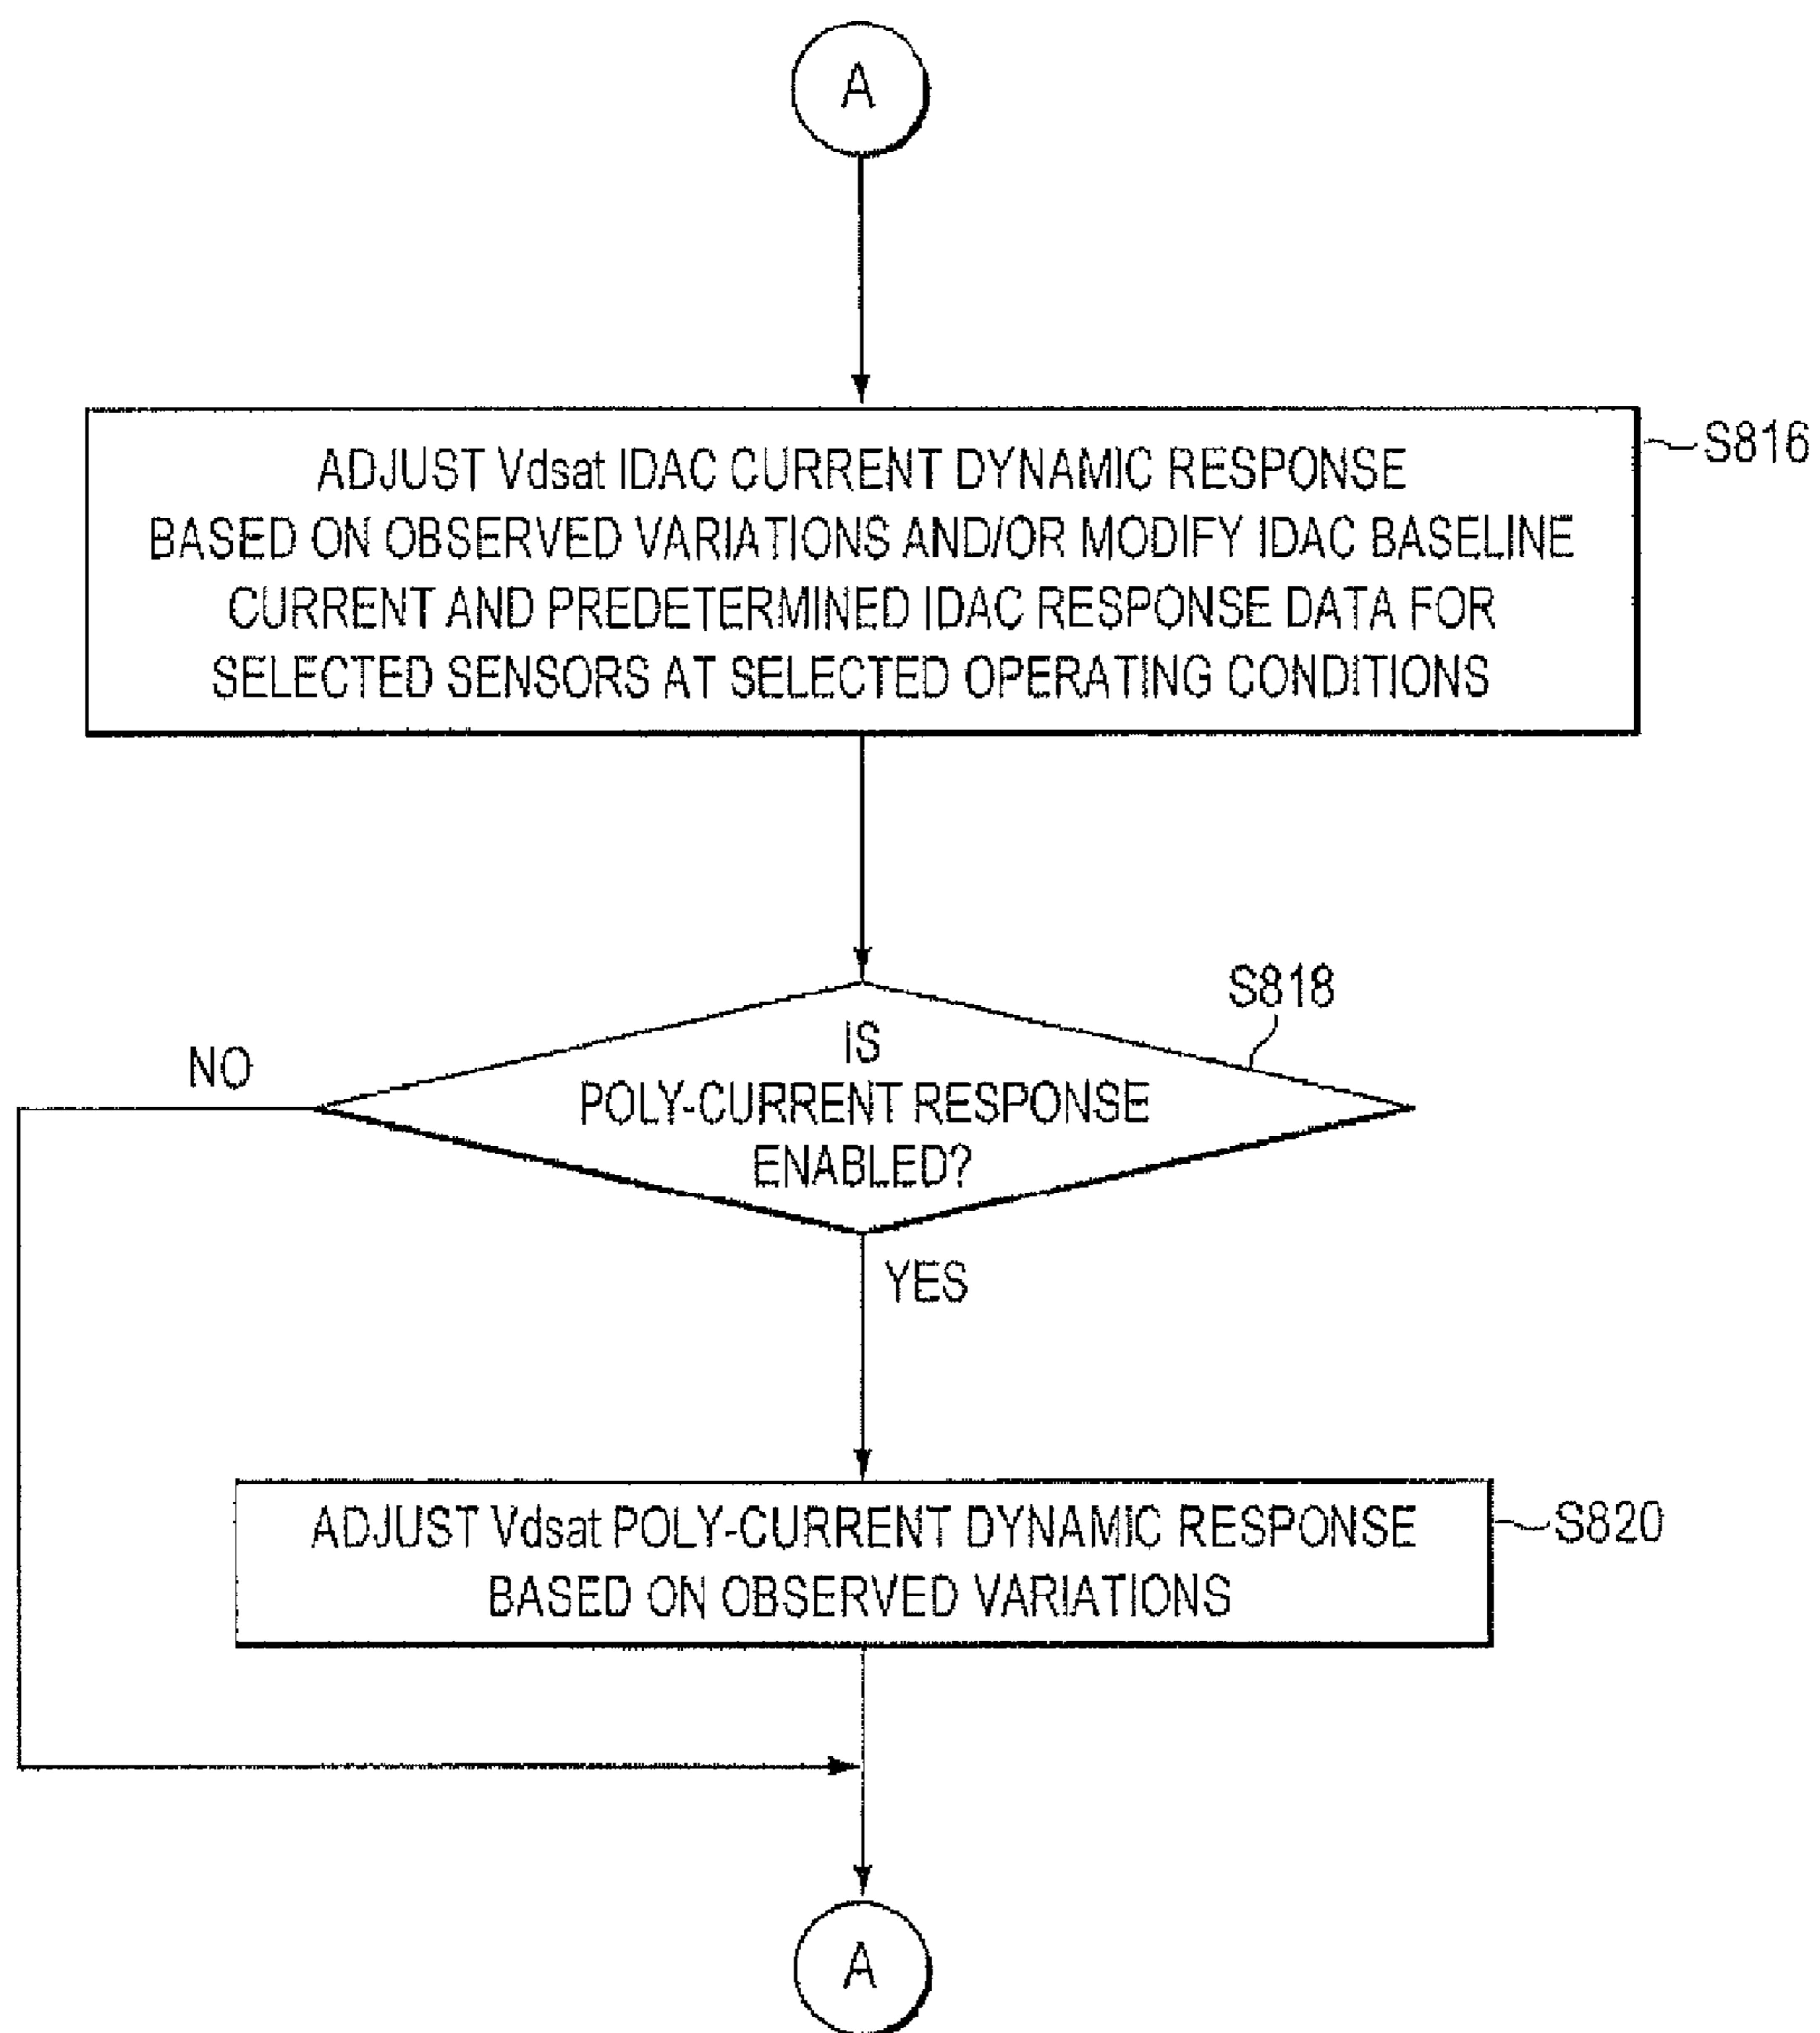 A
ADJUST Vdsat IDAC CURRENT DYNAMIC RESPONSE
BASED ON OBSERVED VARIATIONS AND/OR MODIFY IDAC BASELINE
CURRENT AND PREDETERMINED IDAC RESPONSE DATA FOR
SELECTED SENSORS AT SELECTED OPERATING CONDITIONS
S816
S818
NO
IS
POLY-CURRENT RESPONSE
ENABLED?
YES
ADJUST Vdsat POLY-CURRENT DYNAMIC RESPONSE
BASED ON OBSERVED VARIATIONS
S820
A